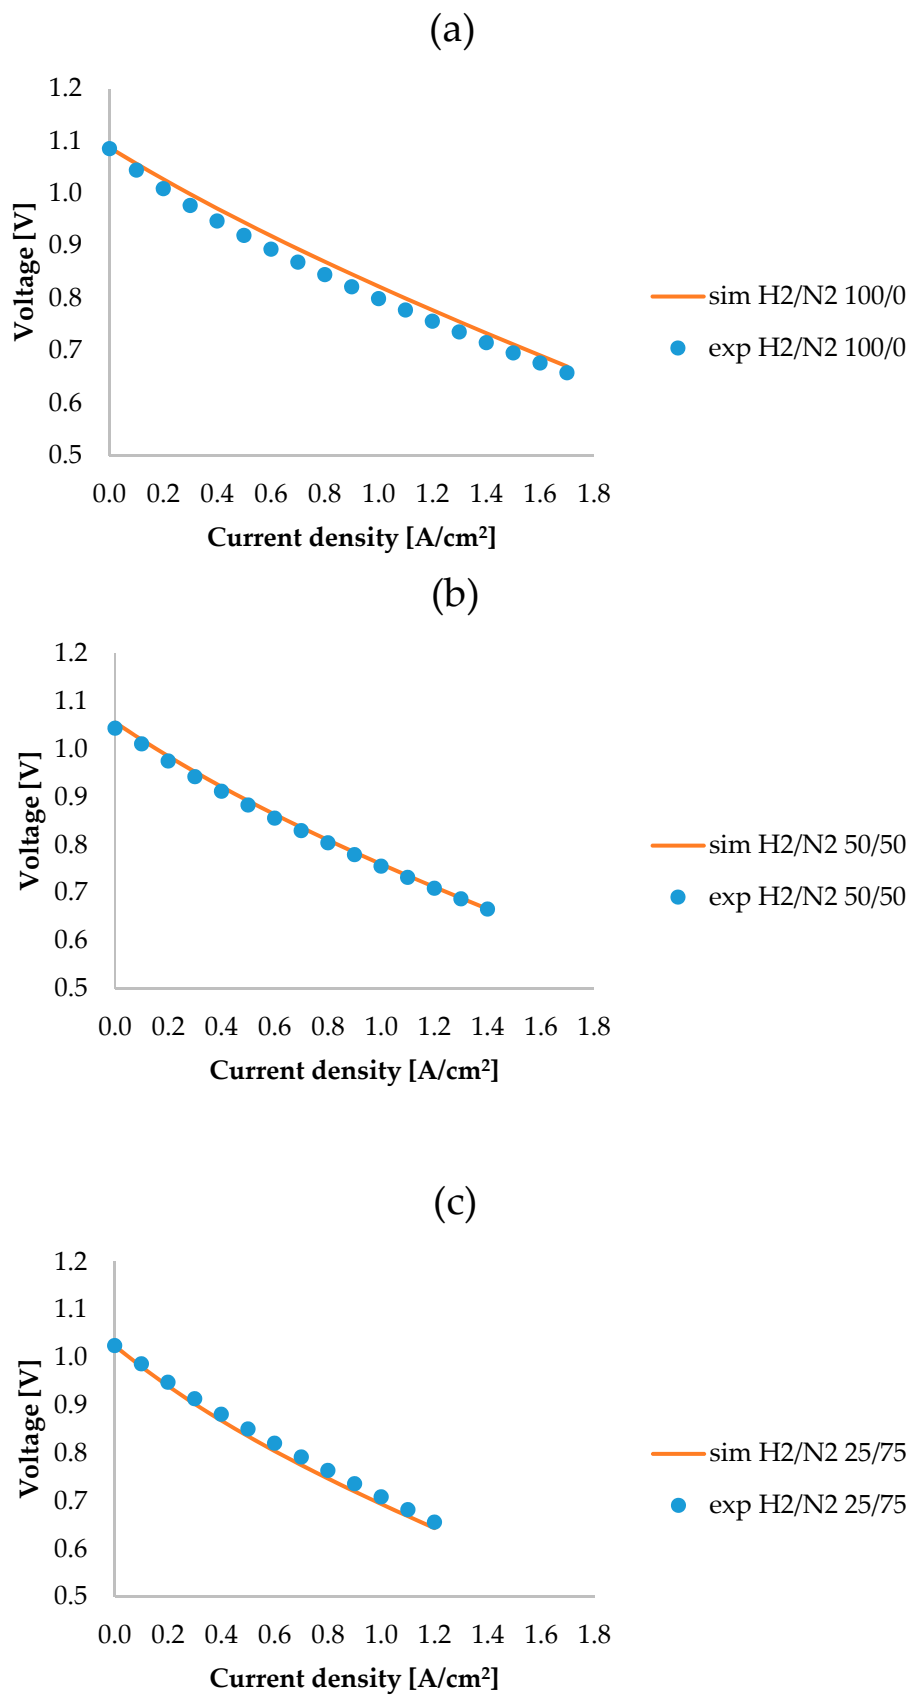 (a)
1.2
1.1
1.0
0.9
0.8
0.7
0.6
0.5
Voltage [V]
0.0 0.2 0.4 0.6 0.8 1.0 1.2 1.4 1.6 1.8
Current density [A/cm²]
sim H2/N2 100/0
exp H2/N2 100/0
(b)
1.2
1.1
1.0
0.9
0.8
0.7
0.6
0.5
Voltage [V]
0.0 0.2 0.4 0.6 0.8 1.0 1.2 1.4 1.6 1.8
Current density [A/cm²]
sim H2/N2 50/50
exp H2/N2 50/50
(c)
1.2
1.1
1.0
0.9
0.8
0.7
0.6
0.5
Voltage [V]
0.0 0.2 0.4 0.6 0.8 1.0 1.2 1.4 1.6 1.8
Current density [A/cm²]
sim H2/N2 25/75
exp H2/N2 25/75